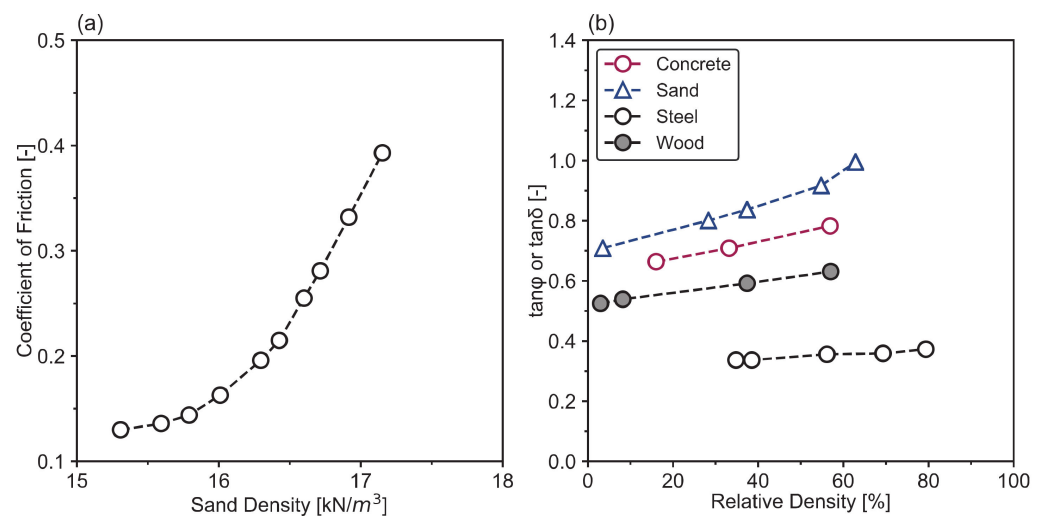 (a)
0.5
0.4
0.3
0.2
0.1
15
16
17
18
Coefficient of Friction [-]
Sand Density [kN/m³]
(b)
1.4
1.2
1.0
0.8
0.6
0.4
0.2
0.0
0
20
40
60
80
100
tanφ or tanδ [-]
Relative Density [%]
Concrete
Sand
Steel
Wood